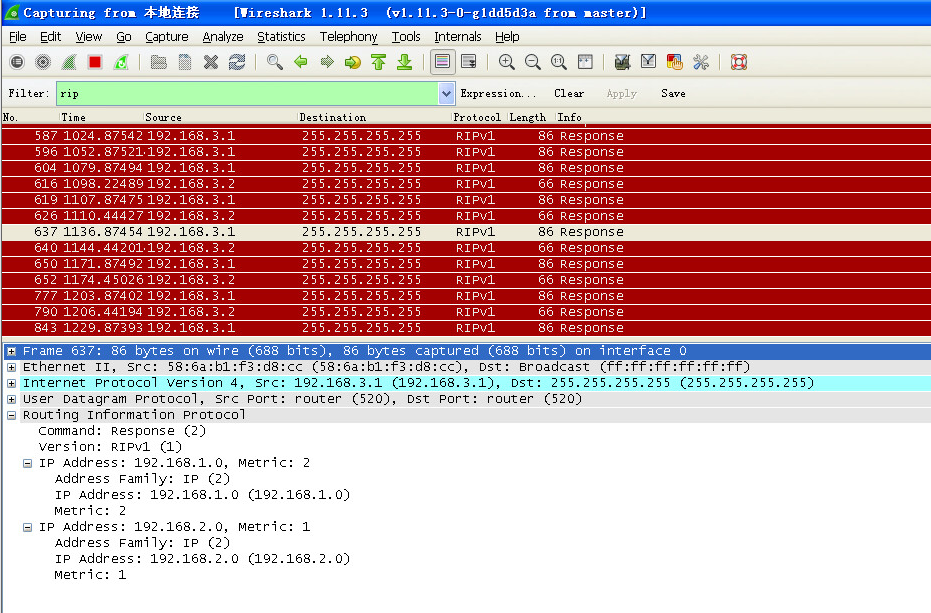 Capturing from 本地连接 [Wireshark 1.11.3 (v1.11.3-0-g1dd5d3a from master)]
File Edit View Go Capture Analyze Statistics Telephony Tools Internals Help
Filter: rip Expression... Clear Apply Save
No. Time Source Destination Protocol Length Info
587 1024.87542 192.168.3.1 255.255.255.255 RIPv1 86 Response
596 1052.87521 192.168.3.1 255.255.255.255 RIPv1 86 Response
604 1079.87494 192.168.3.1 255.255.255.255 RIPv1 86 Response
616 1098.22489 192.168.3.2 255.255.255.255 RIPv1 66 Response
619 1107.87475 192.168.3.1 255.255.255.255 RIPv1 86 Response
626 1110.44427 192.168.3.2 255.255.255.255 RIPv1 66 Response
637 1136.87454 192.168.3.1 255.255.255.255 RIPv1 86 Response
640 1144.44201 192.168.3.2 255.255.255.255 RIPv1 66 Response
650 1171.87492 192.168.3.1 255.255.255.255 RIPv1 86 Response
652 1174.45026 192.168.3.2 255.255.255.255 RIPv1 66 Response
777 1203.87402 192.168.3.1 255.255.255.255 RIPv1 86 Response
790 1206.44194 192.168.3.2 255.255.255.255 RIPv1 66 Response
843 1229.87393 192.168.3.1 255.255.255.255 RIPv1 86 Response
Frame 637: 86 bytes on wire (688 bits), 86 bytes captured (688 bits) on interface 0
Ethernet II, Src: 58:6a:b1:f3:d8:cc (58:6a:b1:f3:d8:cc), Dst: Broadcast (ff:ff:ff:ff:ff:ff)
Internet Protocol Version 4, Src: 192.168.3.1 (192.168.3.1), Dst: 255.255.255.255 (255.255.255.255)
User Datagram Protocol, Src Port: router (520), Dst Port: router (520)
Routing Information Protocol
Command: Response (2)
Version: RIPv1 (1)
IP Address: 192.168.1.0, Metric: 2
Address Family: IP (2)
IP Address: 192.168.1.0 (192.168.1.0)
Metric: 2
IP Address: 192.168.2.0, Metric: 1
Address Family: IP (2)
IP Address: 192.168.2.0 (192.168.2.0)
Metric: 1